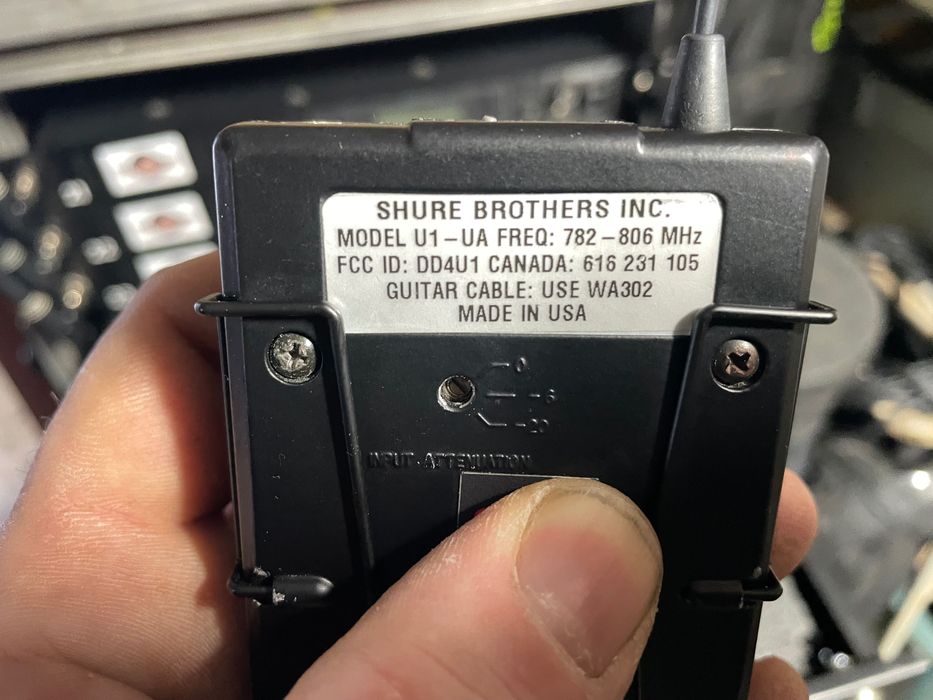 SHURE BROTHERS INC.
MODEL U1-UA FREQ: 782-806 MHz
FCC ID: DD4U1 CANADA: 616 231 105
GUITAR CABLE: USE WA302
MADE IN USA
0
-6
-20
INPUT ATTENUATION